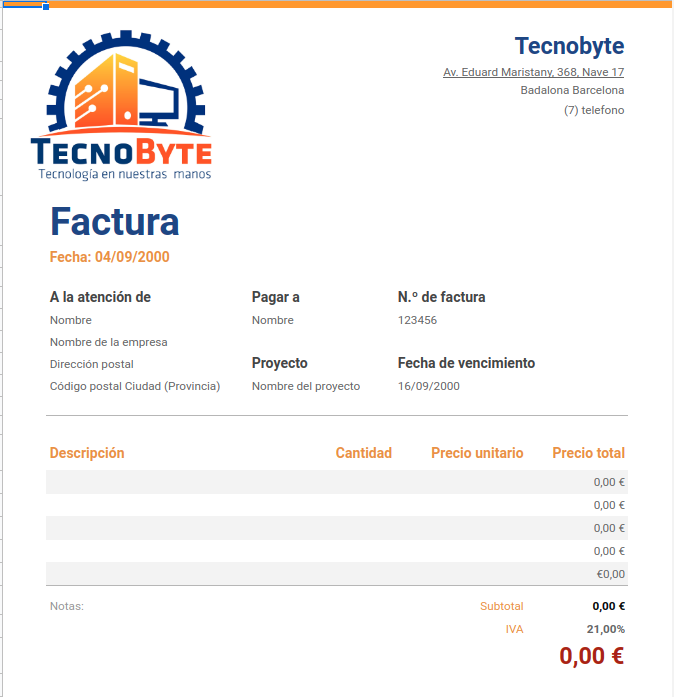 Tecnobyte
Av. Eduard Maristany, 368, Nave 17
Badalona Barcelona
(7) telefono
TECNOBYTE
Tecnología en nuestras manos
Factura
Fecha: 04/09/2000
A la atención de Pagar a N.º de factura
Nombre Nombre 123456
Nombre de la empresa
Dirección postal Proyecto Fecha de vencimiento
Código postal Ciudad (Provincia) Nombre del proyecto 16/09/2000
Descripción Cantidad Precio unitario Precio total
0,00 €
0,00 €
0,00 €
0,00 €
€0,00
Notas: Subtotal 0,00 €
IVA 21,00%
0,00 €